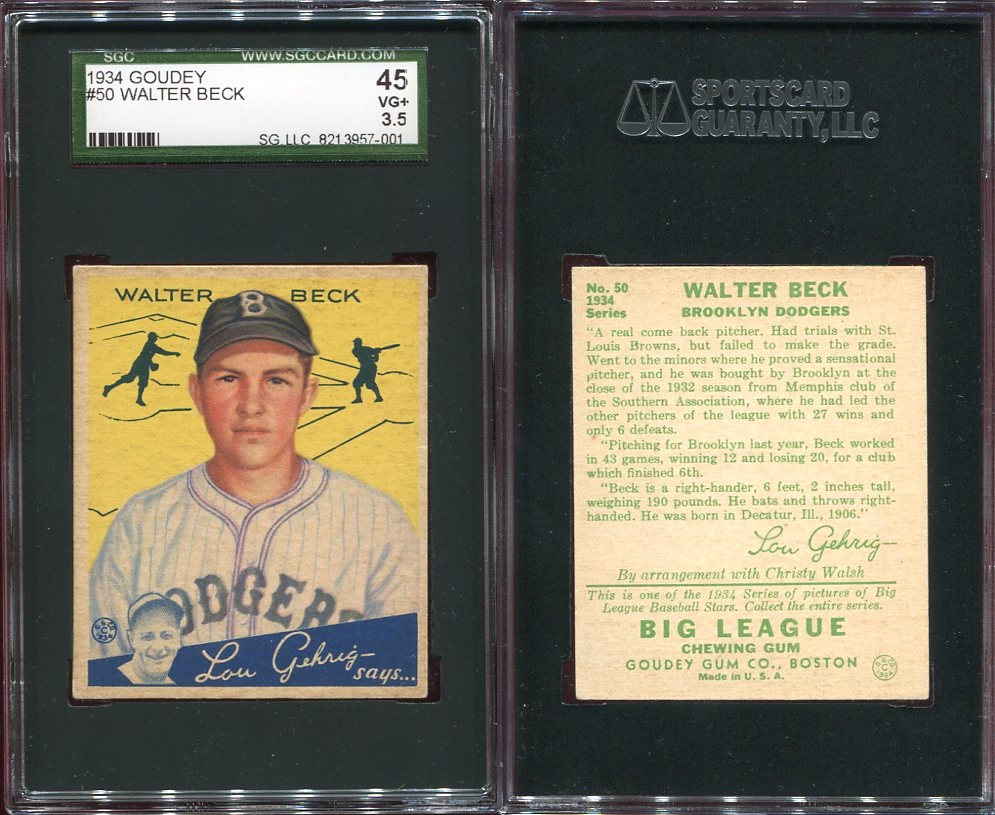 SGC WWW.SGCCARD.COM
1934 GOUDEY 45
#50 WALTER BECK VG+
3.5
SG LLC 8213957-001
WALTER BECK
B
DODGERS
Lou Gehrig-
says...
SPORTSCARD
GUARANTY, LLC
No. 50
1934
Series
WALTER BECK
BROOKLYN DODGERS
"A real come back pitcher. Had trials with St.
Louis Browns, but failed to make the grade.
Went to the minors where he proved a sensational
pitcher, and he was bought by Brooklyn at the
close of the 1932 season from Memphis club of
the Southern Association, where he had led the
other pitchers of the league with 27 wins and
only 6 defeats.
"Pitching for Brooklyn last year, Beck worked
in 43 games, winning 12 and losing 20, for a club
which finished 6th.
"Beck is a right-hander, 6 feet, 2 inches tall,
weighing 190 pounds. He bats and throws right-
handed. He was born in Decatur, Ill., 1906."
Lou Gehrig-
By arrangement with Christy Walsh
This is one of the 1934 Series of pictures of Big
League Baseball Stars. Collect the entire series.
BIG LEAGUE
CHEWING GUM
GOUDEY GUM CO., BOSTON
Made in U. S. A.